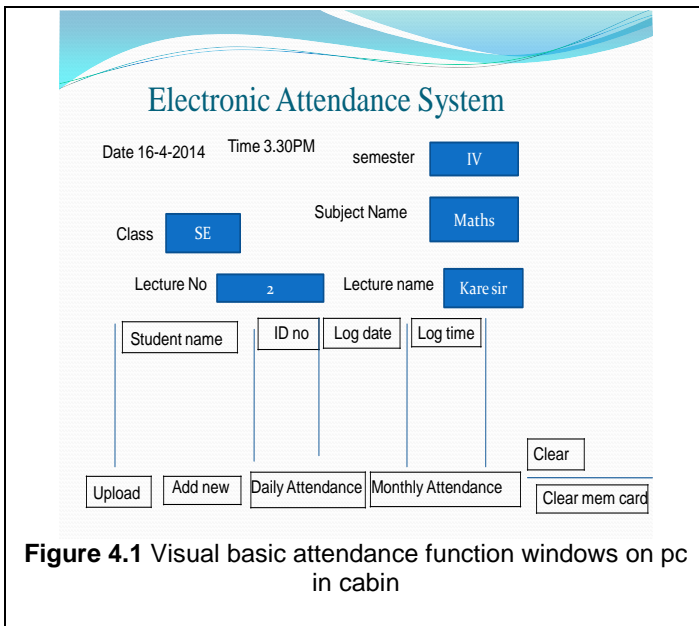 Electronic Attendance System
Date 16-4-2014 Time 3.30PM semester IV
Subject Name Maths
Class SE
Lecture No 2 Lecture name Kare sir
Student name ID no Log date Log time
Clear
Upload Add new Daily Attendance Monthly Attendance
Clear mem card
Figure 4.1 Visual basic attendance function windows on pc
in cabin